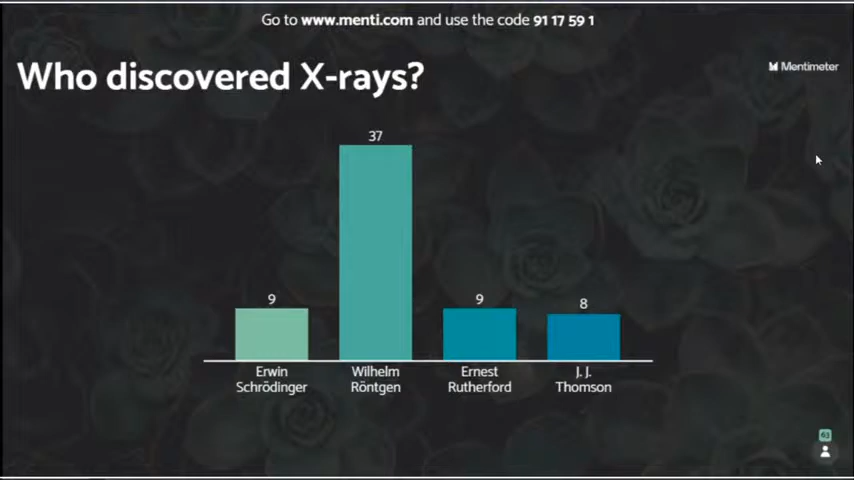 Go to www.menti.com and use the code 91 17 59 1
Who discovered X-rays?
Mentimeter
37
9
9
8
Erwin
Schrödinger
Wilhelm
Röntgen
Ernest
Rutherford
J. J.
Thomson
63